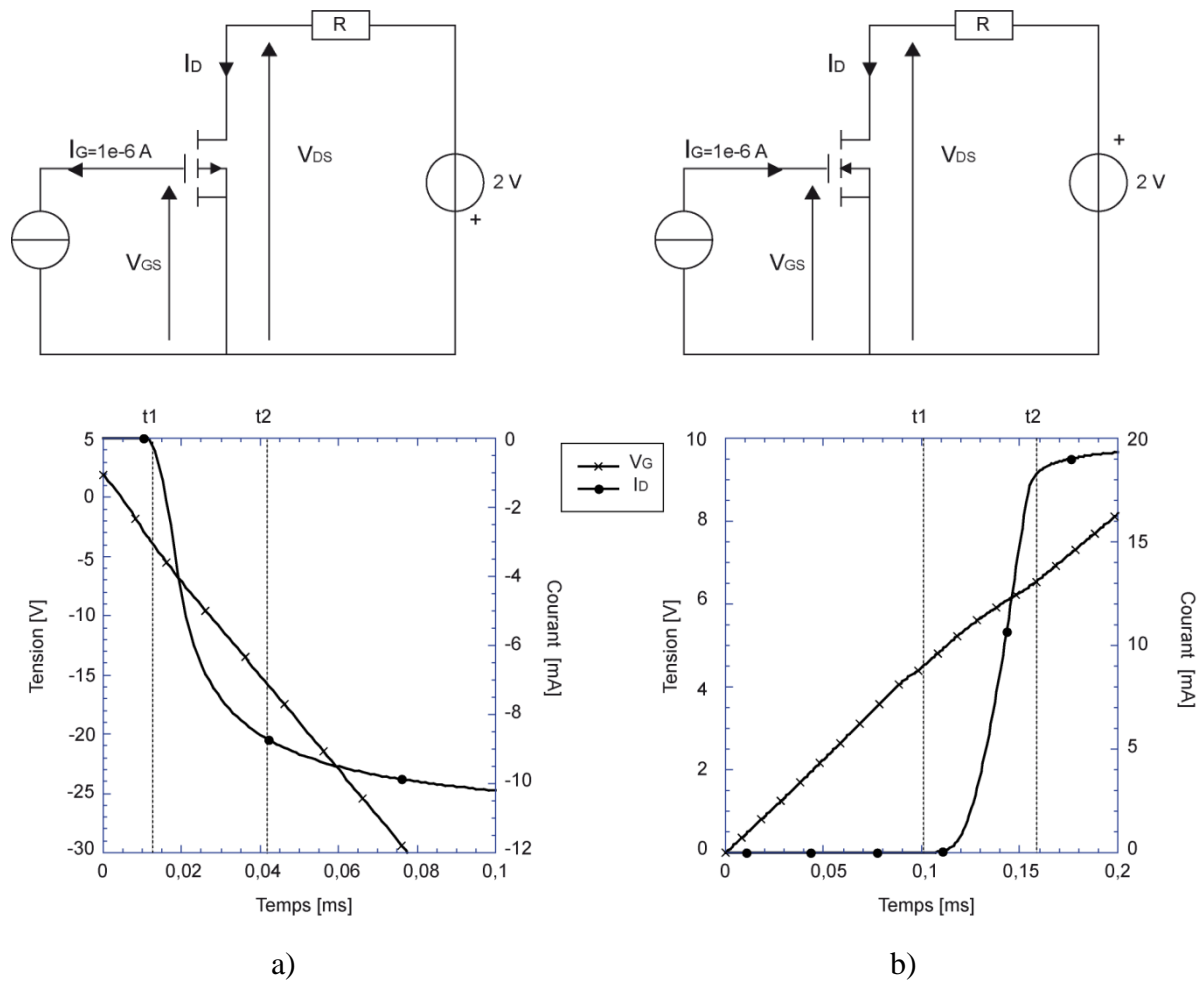 R
ID
IG=1e-6 A
VDS
2 V
+
VGS
R
ID
IG=1e-6 A
VDS
+
2 V
VGS
t1
t2
5
0
-5
-10
-15
-20
-25
-30
Tension [V]
0
-2
-4
-6
-8
-10
-12
Courant [mA]
0
0,02
0,04
0,06
0,08
0,1
Temps [ms]
VG
ID
t1
t2
10
8
6
4
2
0
Tension [V]
20
15
10
5
0
Courant [mA]
0
0,05
0,1
0,15
0,2
Temps [ms]
a)
b)